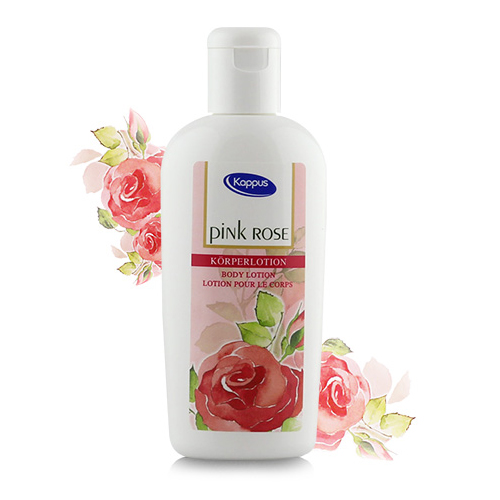 Kappus
pink ROSE
KÖRPERLOTION
BODY LOTION
LOTION POUR LE CORPS